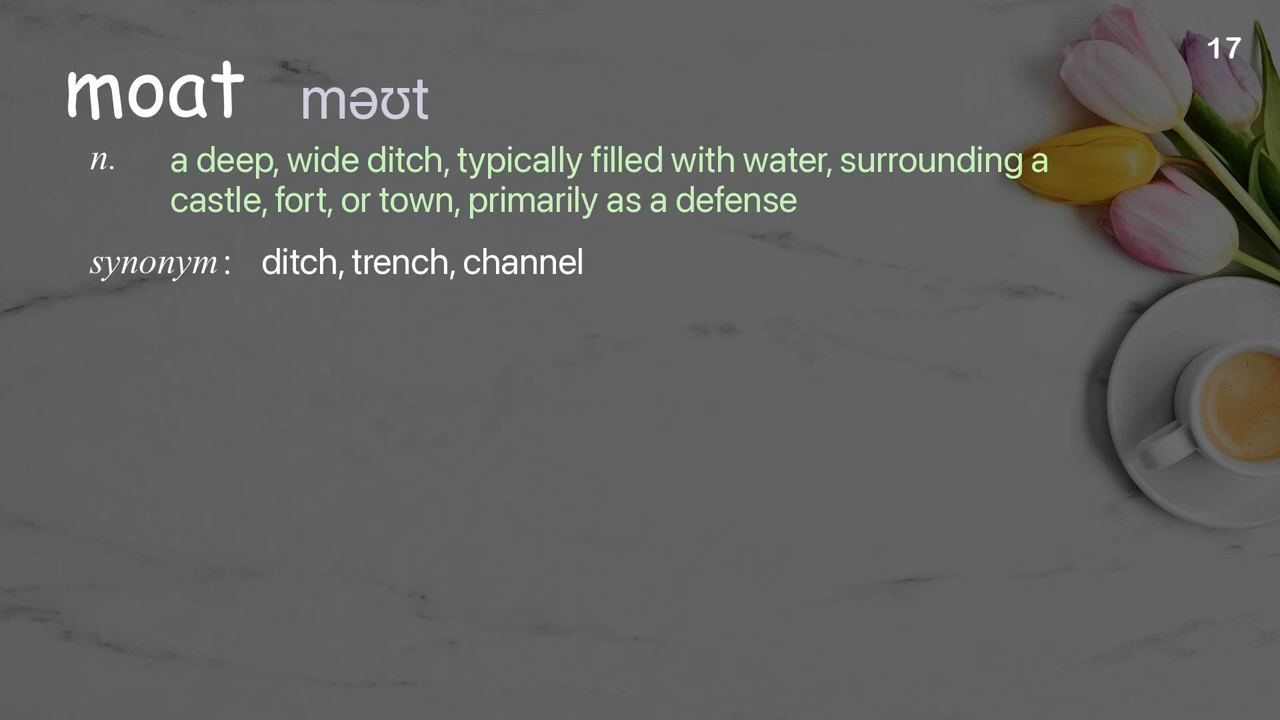 17
moat məʊt
n. a deep, wide ditch, typically filled with water, surrounding a
castle, fort, or town, primarily as a defense
synonym : ditch, trench, channel